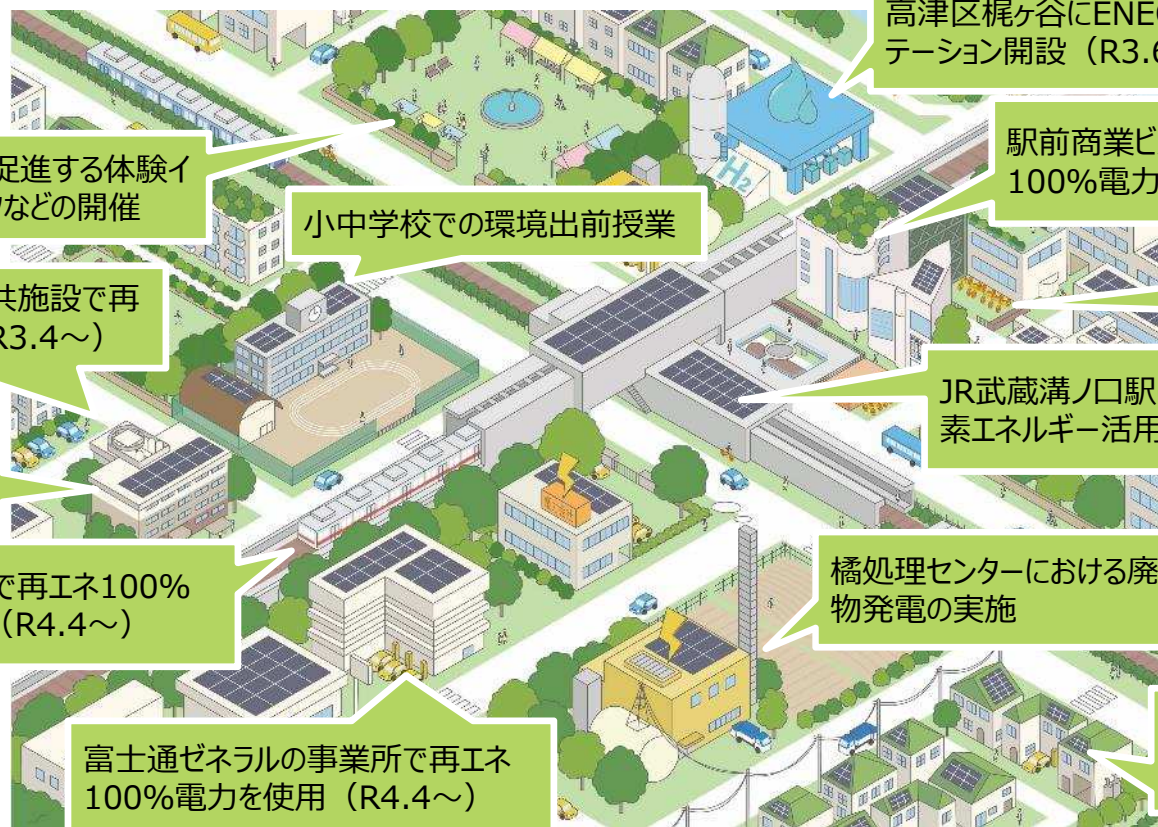 高津区梶ヶ谷にENEO
テーション開設（R3.6
駅前商業ビ
100%電力
促進する体験イ
などの開催
小中学校での環境出前授業
共施設で再
R3.4～）
JR武蔵溝ノ口駅
素エネルギー活用
で再エネ100%
（R4.4～）
橘処理センターにおける廃
物発電の実施
富士通ゼネラルの事業所で再エネ
100%電力を使用（R4.4～）
H2